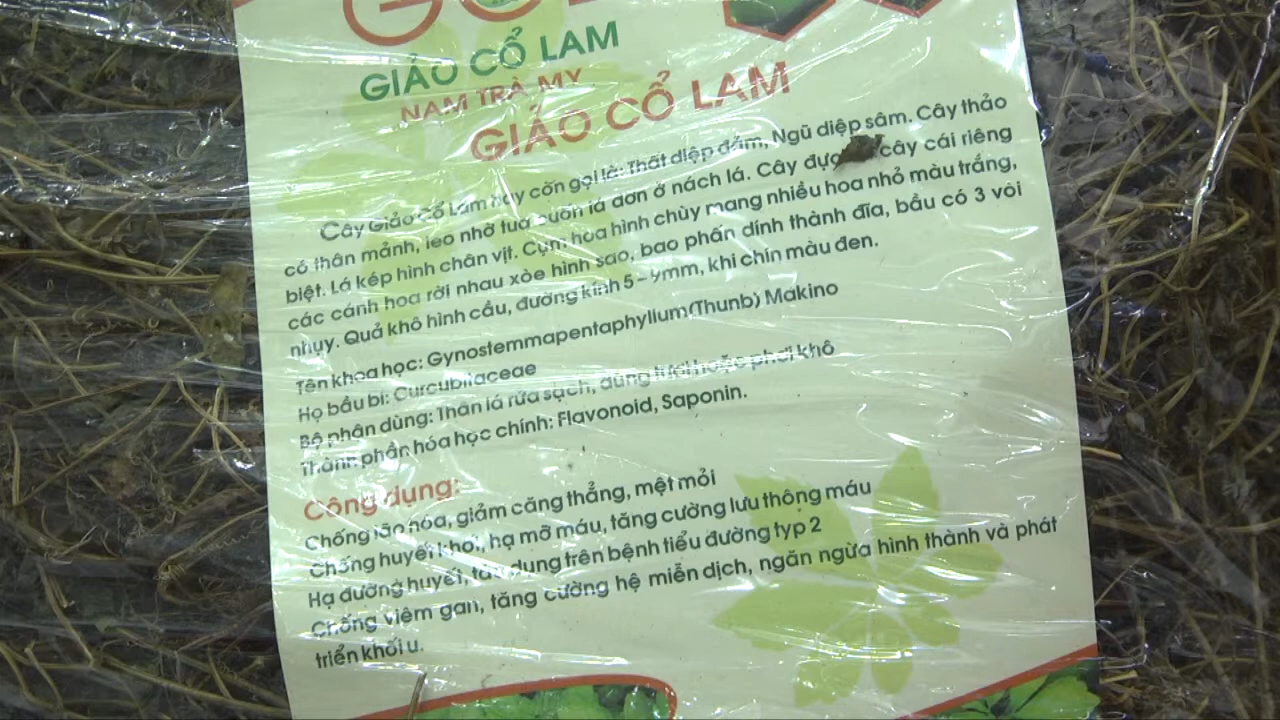 GIẢO CỔ LAM
NAM TRÀ MY
GIẢO CỔ LAM
Cây Giảo Cổ Lam hay còn gọi là: Thất diệp đảm, Ngũ diệp sâm. Cây thảo
có thân mảnh, leo nhờ tua cuốn lá đơn ở nách lá. Cây đực cây cái riêng
biệt. Lá kép hình chân vịt. Cụm hoa hình chùy mang nhiều hoa nhỏ màu trắng,
các cánh hoa rời nhau xòe hình sao, bao phấn dính thành đĩa, bầu có 3 vòi
nhụy. Quả khô hình cầu, đường kính 5 – 9mm, khi chín màu đen.
Tên khoa học: Gynostemmapentaphyllum(Thunb) Makino
Họ bầu bí: Curcubitaceae
Bộ phận dùng: Thân lá rửa sạch, dùng tươi hoặc phơi khô
Thành phần hóa học chính: Flavonoid, Saponin.
Công dụng:
Chống lão hóa, giảm căng thẳng, mệt mỏi
Chống huyết khối, hạ mỡ máu, tăng cường lưu thông máu
Hạ đường huyết, tác dụng trên bệnh tiểu đường typ 2
Chống viêm gan, tăng cường hệ miễn dịch, ngăn ngừa hình thành và phát
triển khối u.